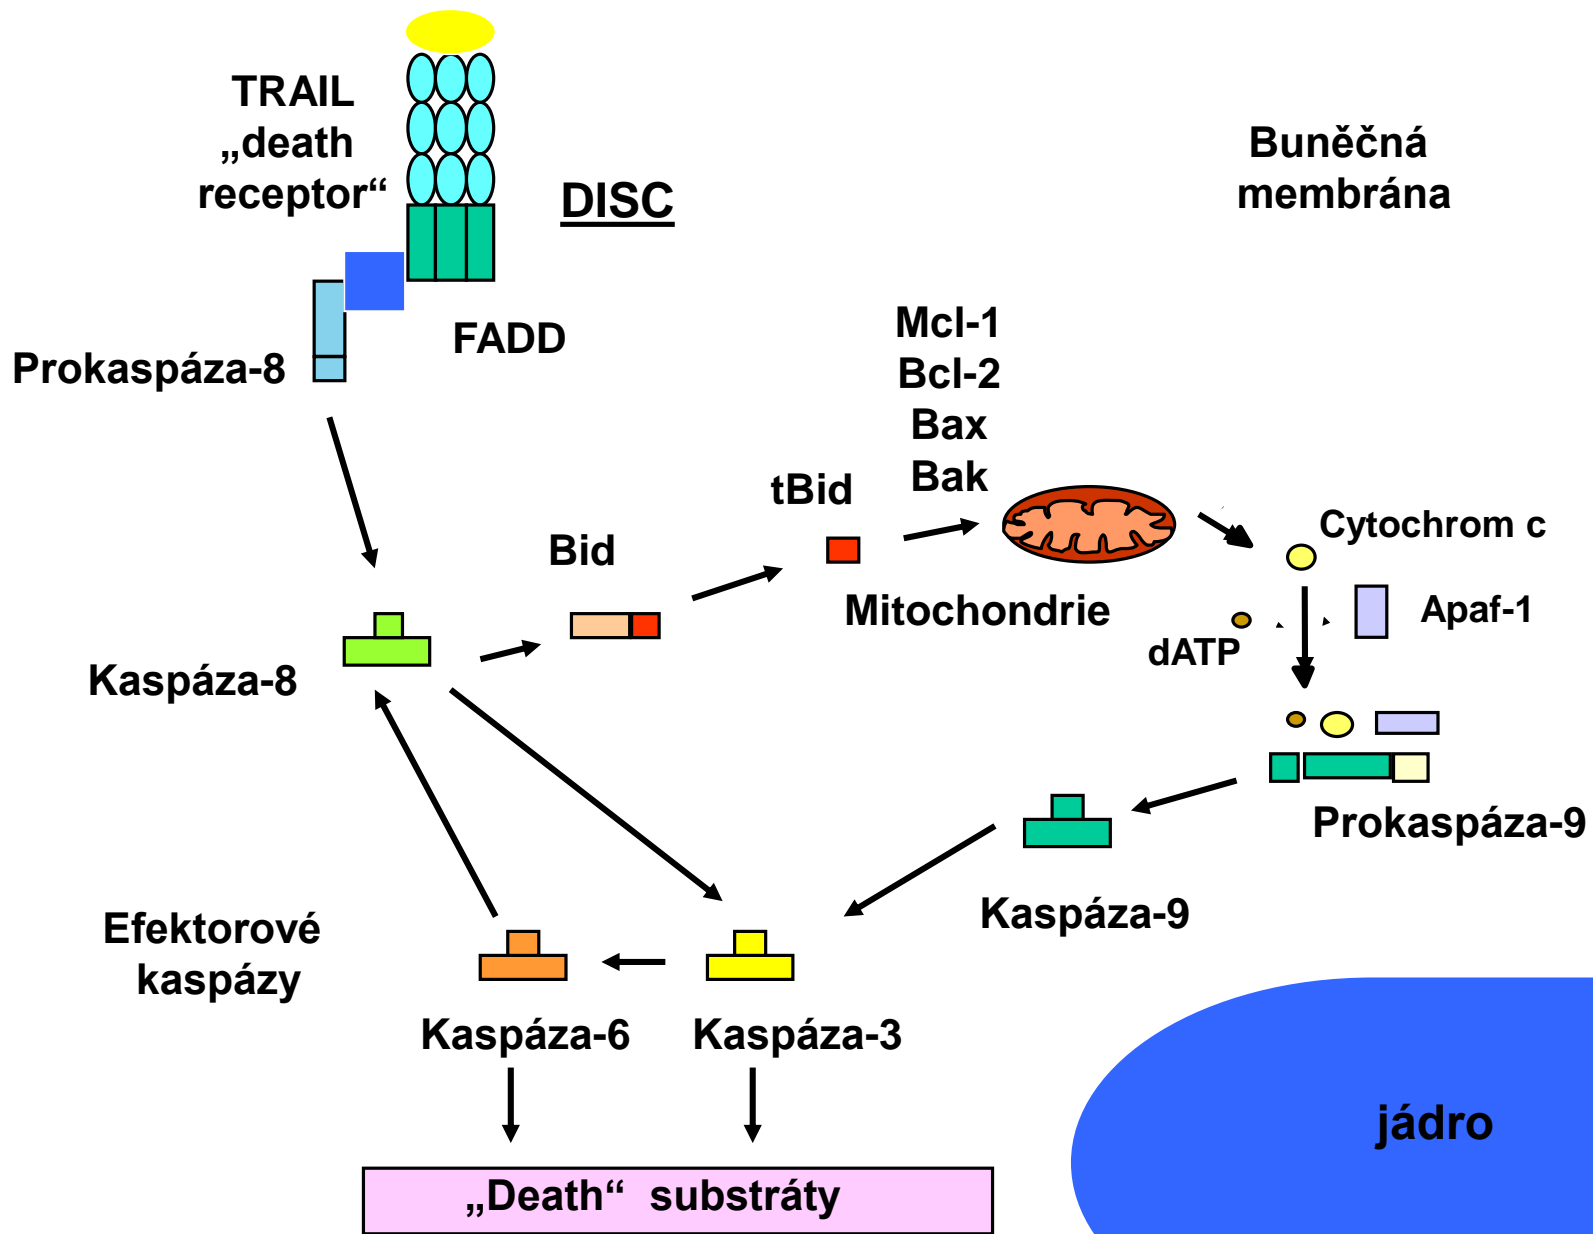 TRAIL
„death
receptor“
DISC
Buněčná
membrána
FADD
Prokaspáza-8
Mcl-1
Bcl-2
Bax
Bak
tBid
Bid
Cytochrom c
Mitochondrie
Apaf-1
dATP
Kaspáza-8
Prokaspáza-9
Kaspáza-9
Efektorové
kaspázy
Kaspáza-6
Kaspáza-3
jádro
„Death“ substráty